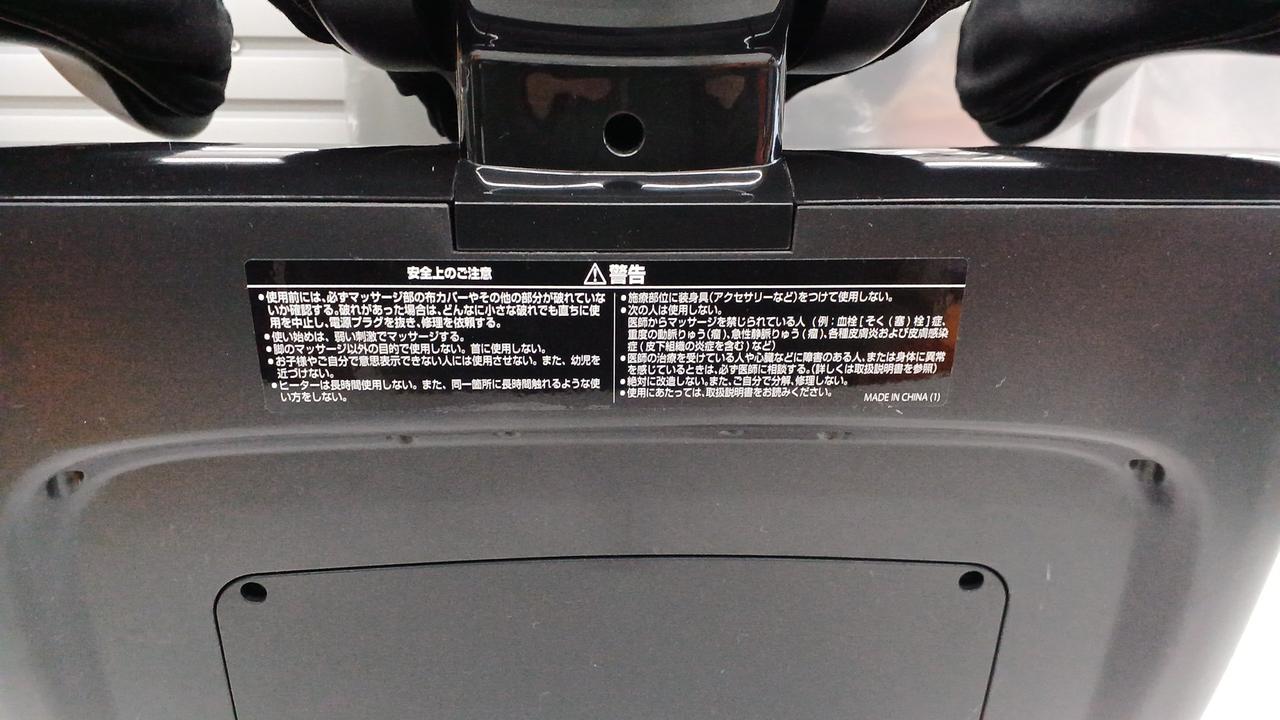 安全上のご注意 ⚠警告
●使用前には、必ずマッサージ部の布カバーやその他の部分が破れていな
いか確認する。破れがあった場合は、どんなに小さな破れでも直ちに使
用を中止し、電源プラグを抜き、修理を依頼する。
●使い始めは、弱い刺激でマッサージする。
●脚のマッサージ以外の目的で使用しない。首に使用しない。
●お子様やご自分で意思表示できない人には使用させない。また、幼児を
近づけない。
●ヒーターは長時間使用しない。また、同一箇所に長時間触れるような使
い方をしない。
●施療部位に装身具(アクセサリーなど)をつけて使用しない。
●次の人は使用しない。
医師からマッサージを禁じられている人 (例：血栓[そく(塞)栓]症、
重度の動脈りゅう(瘤)、急性静脈りゅう(瘤)、各種皮膚炎および皮膚感染
症(皮下組織の炎症を含む)など)
●医師の治療を受けている人や心臓などに障害のある人、または身体に異常
を感じているときは、必ず医師に相談する。(詳しくは取扱説明書を参照)
●絶対に改造しない。また、ご自分で分解、修理しない。
●使用にあたっては、取扱説明書をお読みください。
MADE IN CHINA (1)